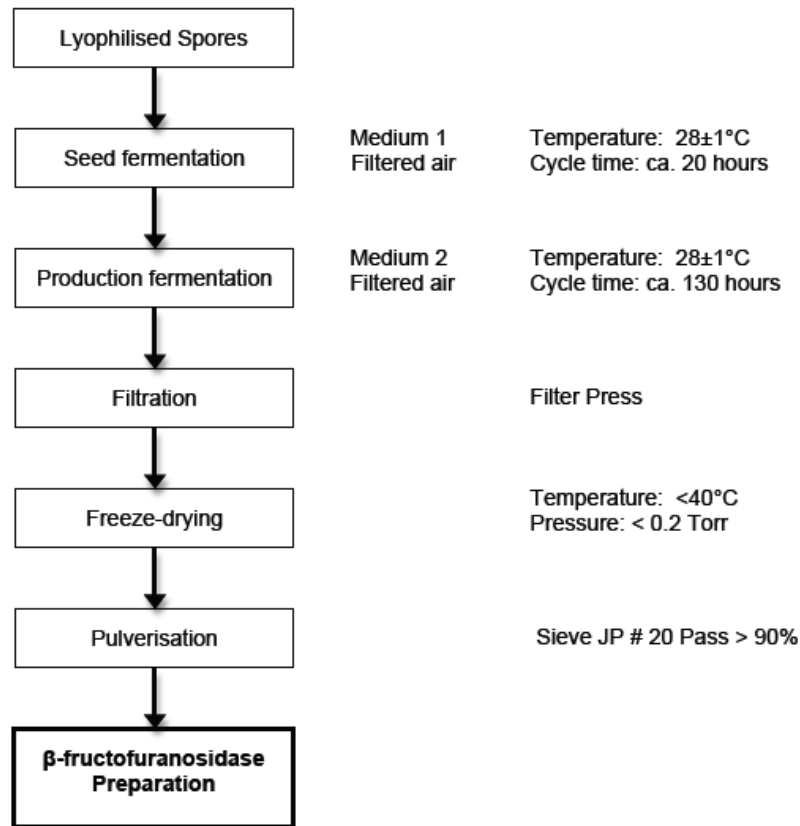 Lyophilised Spores
Seed fermentation
Medium 1
Filtered air
Temperature: 28±1°C
Cycle time: ca. 20 hours
Production fermentation
Medium 2
Filtered air
Temperature: 28±1°C
Cycle time: ca. 130 hours
Filtration
Filter Press
Freeze-drying
Temperature: <40°C
Pressure: < 0.2 Torr
Pulverisation
Sieve JP # 20 Pass > 90%
β-fructofuranosidase
Preparation